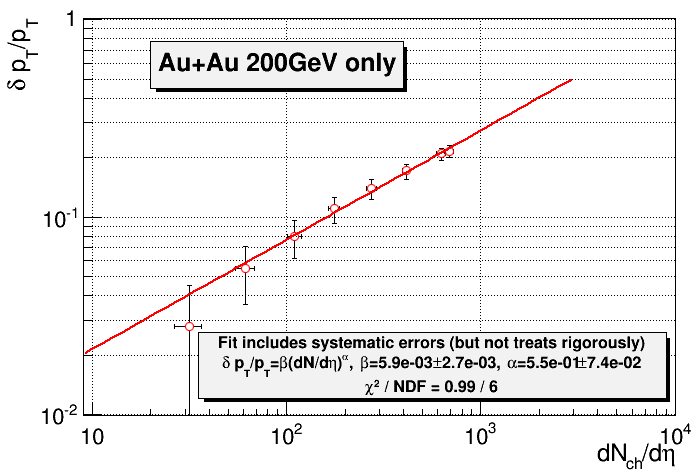 δ p_T/p_T
1
Au+Au 200GeV only
10^-1
Fit includes systematic errors (but not treats rigorously)
δ p_T/p_T=β(dN/dη)^α, β=5.9e-03±2.7e-03, α=5.5e-01±7.4e-02
χ² / NDF = 0.99 / 6
10^-2
10 10^2 10^3 10^4
dN_ch/dη